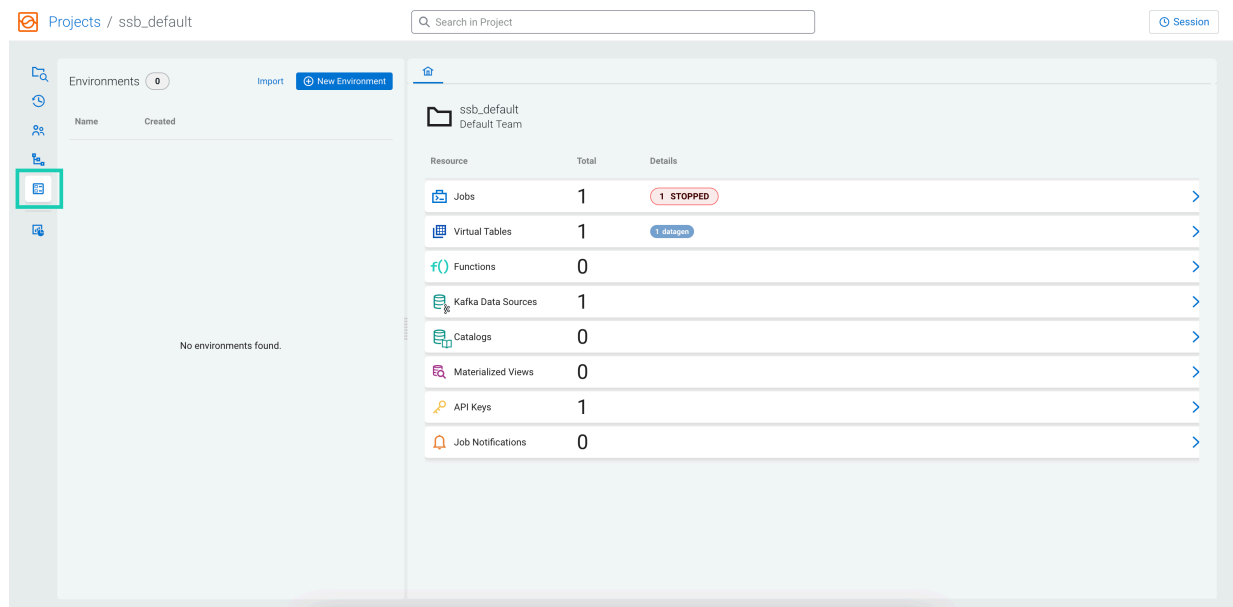 Projects / ssb_default
Search in Project
Session
Environments 0
Import
New Environment
Name Created
No environments found.
ssb_default
Default Team
Resource Total Details
Jobs 1 1 STOPPED
Virtual Tables 1 1 datagen
f() Functions 0
Kafka Data Sources 1
Catalogs 0
Materialized Views 0
API Keys 1
Job Notifications 0